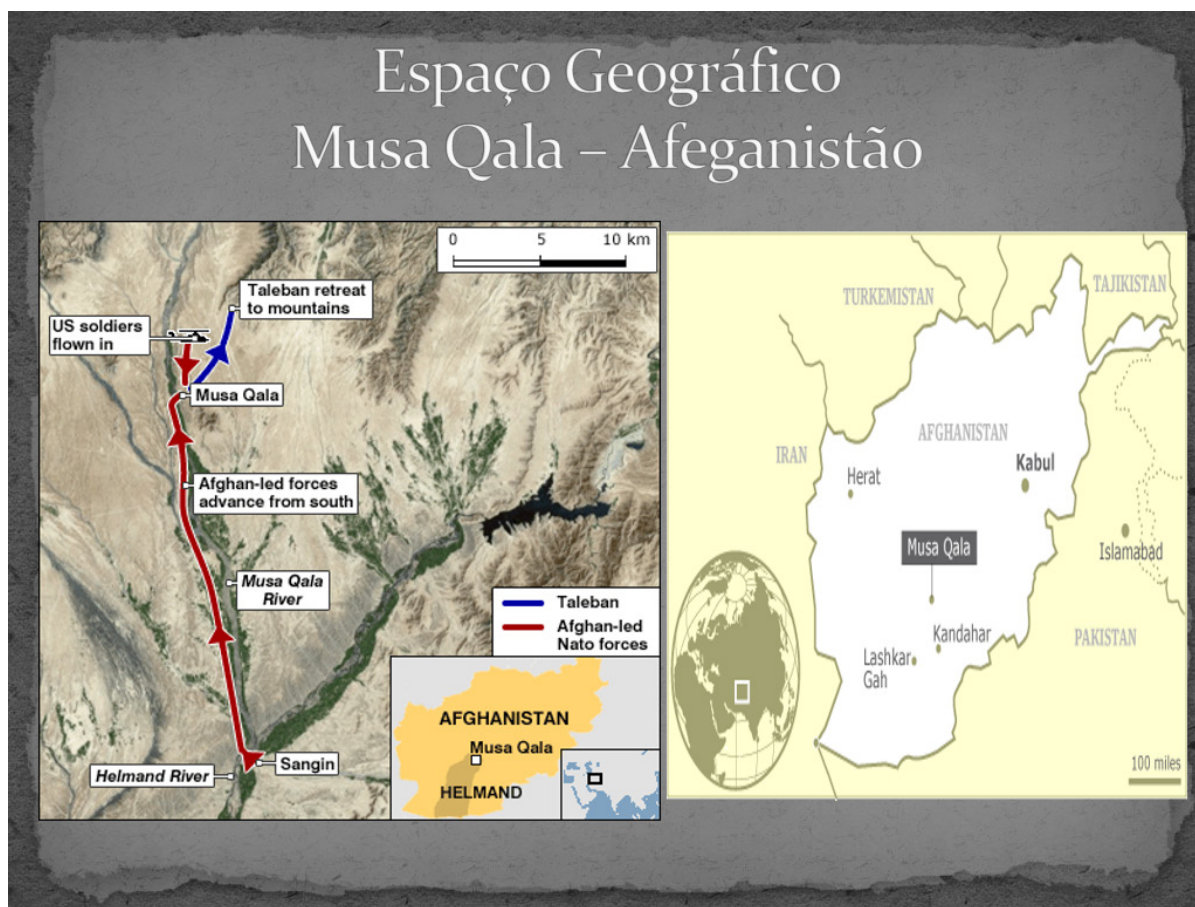 Espaço Geográfico
Musa Qala – Afeganistão
0 5 10 km
Taleban retreat
to mountains
US soldiers
flown in
Musa Qala
Afghan-led forces
advance from south
Musa Qala
River
Taleban
Afghan-led
Nato forces
AFGHANISTAN
Musa Qala
HELMAND
Helmand River
Sangin
TURKEMISTAN
TAJIKISTAN
IRAN
AFGHANISTAN
Herat
Kabul
Musa Qala
Islamabad
Kandahar
Lashkar
Gah
PAKISTAN
100 miles